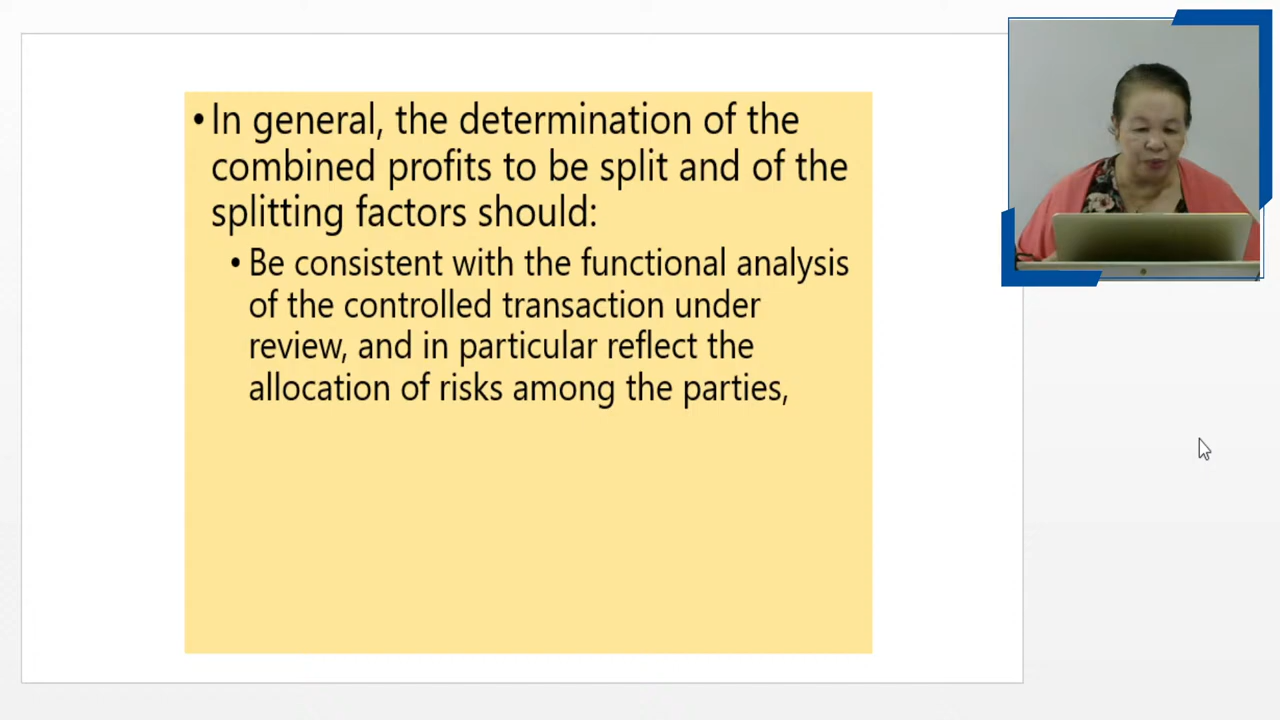 •In general, the determination of the
combined profits to be split and of the
splitting factors should:
• Be consistent with the functional analysis
of the controlled transaction under
review, and in particular reflect the
allocation of risks among the parties,